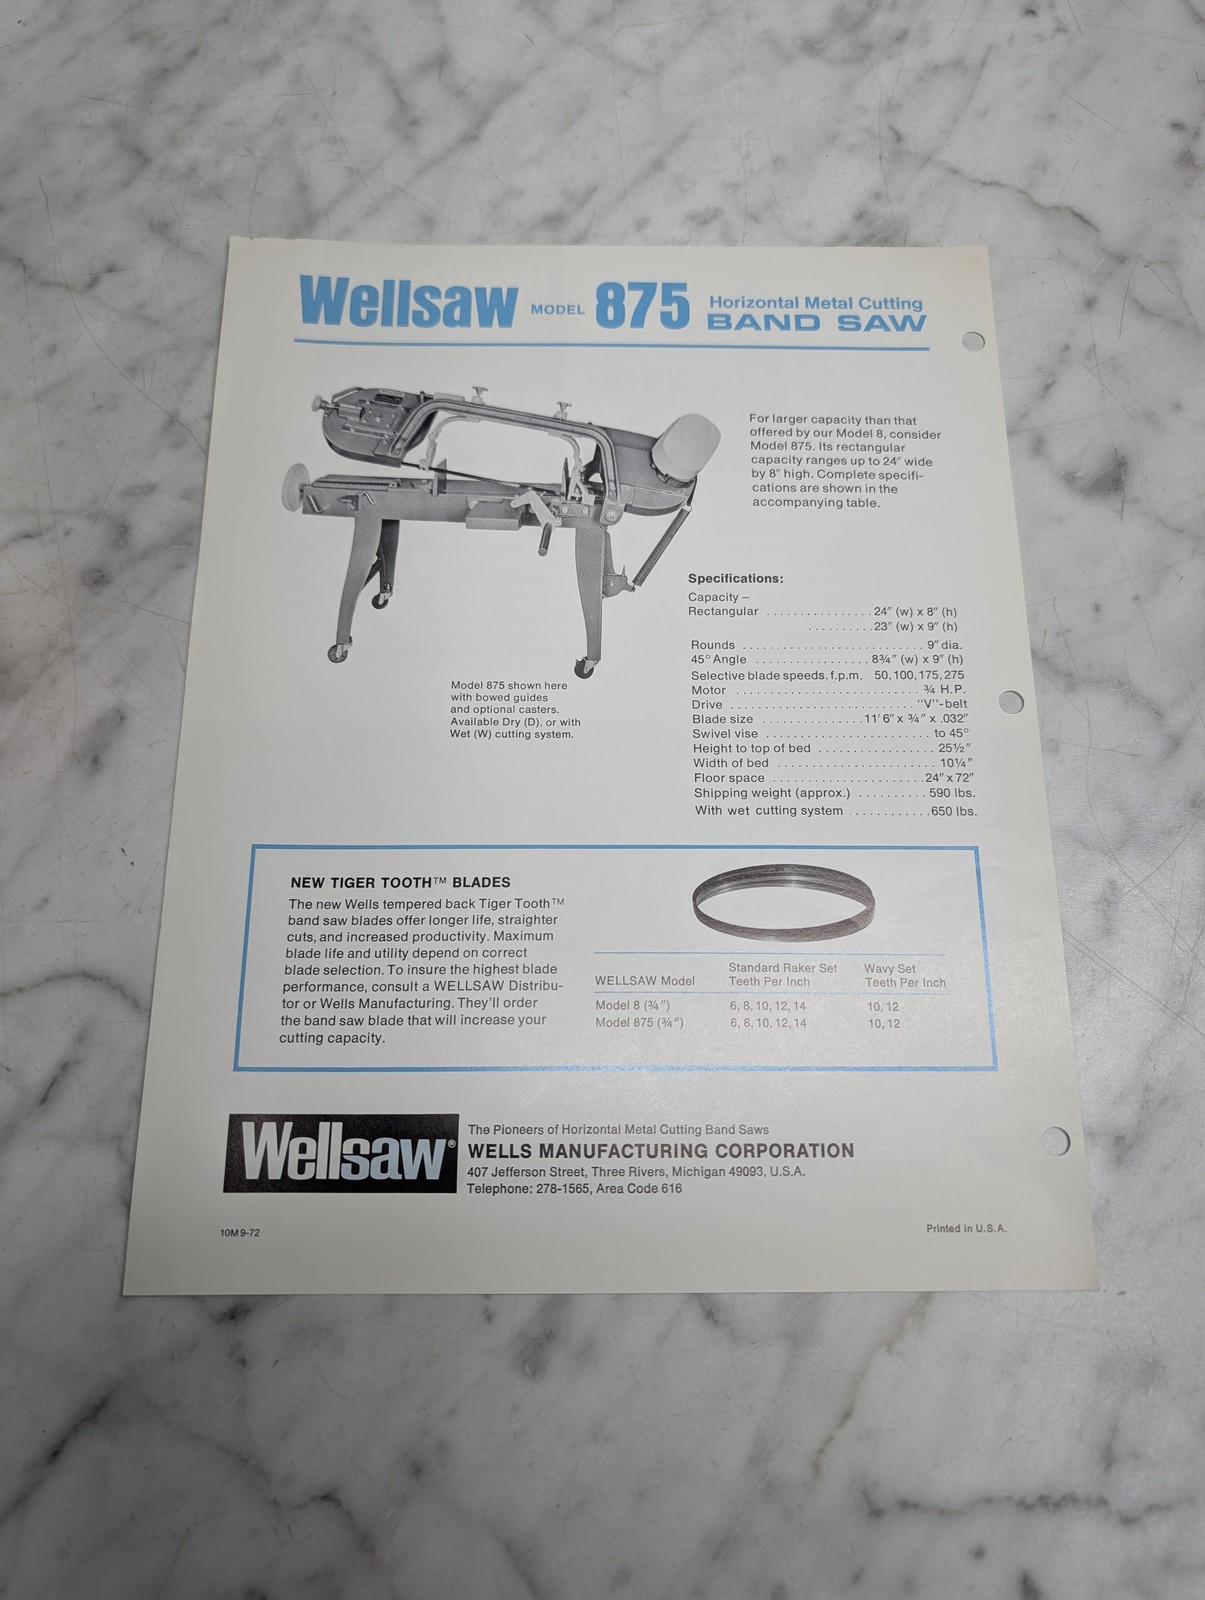 Wellsaw MODEL 875 Horizontal Metal Cutting
BAND SAW
For larger capacity than that
offered by our Model 8, consider
Model 875. Its rectangular
capacity ranges up to 24″ wide
by 8″ high. Complete specifi-
cations are shown in the
accompanying table.
Model 875 shown here
with bowed guides
and optional casters.
Available Dry (D), or with
Wet (W) cutting system.
Specifications:
Capacity –
Rectangular ................ 24″ (w) x 8″ (h)
.......... 23″ (w) x 9″ (h)
Rounds ........................... 9″ dia.
45° Angle ................. 8¾″ (w) x 9″ (h)
Selective blade speeds, f.p.m. 50, 100, 175, 275
Motor ........................... ¾ H.P.
Drive ........................... "V"-belt
Blade size ............... 11′ 6″ x ¾″ x .032″
Swivel vise .......................... to 45°
Height to top of bed ................. 25½″
Width of bed ....................... 10¼″
Floor space ...................... 24″ x 72″
Shipping weight (approx.) .......... 590 lbs.
With wet cutting system ............ 650 lbs.
NEW TIGER TOOTH™ BLADES
The new Wells tempered back Tiger Tooth™
band saw blades offer longer life, straighter
cuts, and increased productivity. Maximum
blade life and utility depend on correct
blade selection. To insure the highest blade
performance, consult a WELLSAW Distribu-
tor or Wells Manufacturing. They'll order
the band saw blade that will increase your
cutting capacity.
WELLSAW Model Standard Raker Set Teeth Per Inch Wavy Set Teeth Per Inch
Model 8 (¾″) 6, 8, 10, 12, 14 10, 12
Model 875 (¾″) 6, 8, 10, 12, 14 10, 12
Wellsaw®
The Pioneers of Horizontal Metal Cutting Band Saws
WELLS MANUFACTURING CORPORATION
407 Jefferson Street, Three Rivers, Michigan 49093, U.S.A.
Telephone: 278-1565, Area Code 616
10M 9-72
Printed in U.S.A.